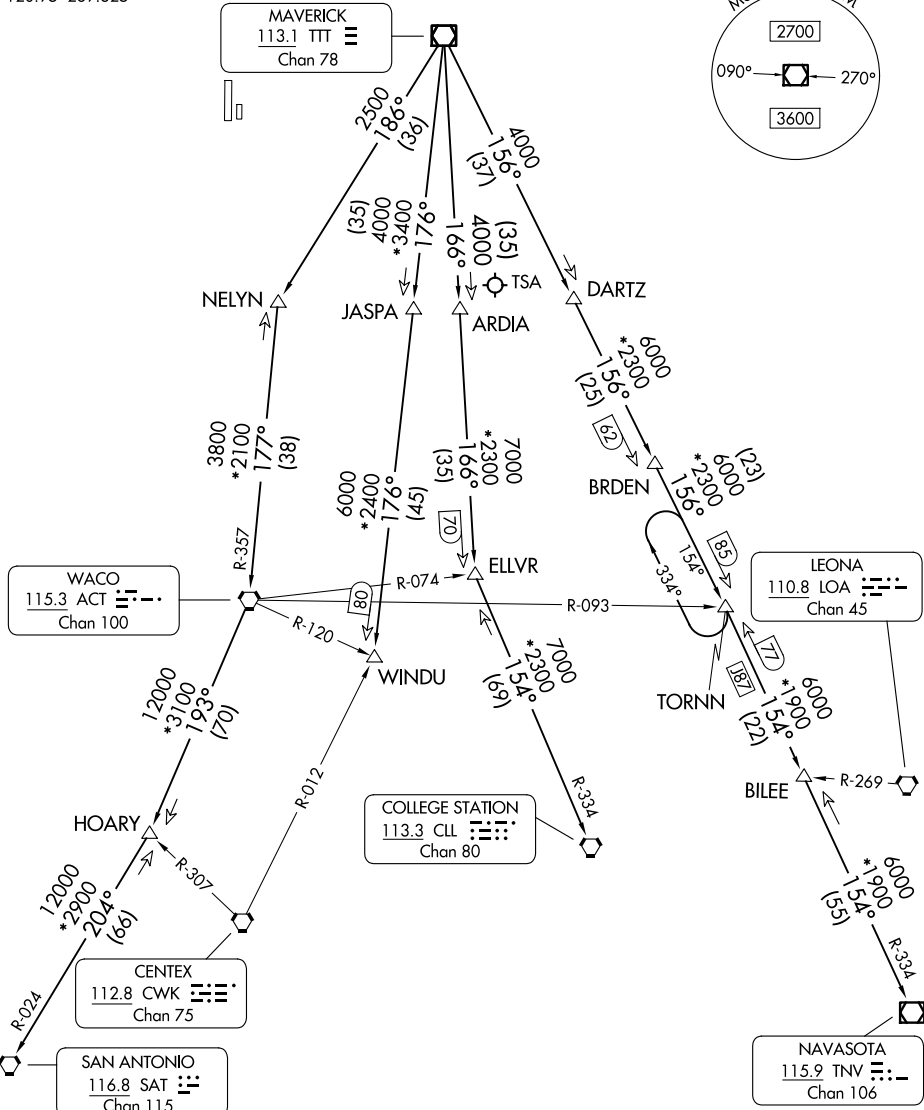 MAVERICK
113.1 TTT
Chan 78
2700
090°
270°
3600
2500
186°
(36)
(35)
4000
*3400
176°
(35)
4000
166°
4000
156°
(37)
TSA
NELYN
JASPA
ARDIA
DARTZ
3800
*2100
177°
(38)
6000
*2400
176°
(45)
7000
*2300
166°
(35)
6000
*2300
156°
(25)
62
BRDEN
(23)
6000
*2300
156°
154°
334°
85
70
80
R-357
WACO
115.3 ACT
Chan 100
R-074
ELLVR
R-093
R-120
WINDU
LEONA
110.8 LOA
Chan 45
TORNN
77
J87
6000
*1900
154°
(22)
12000
*3100
193°
(70)
7000
*2300
154°
(69)
R-012
R-334
BILEE
R-269
HOARY
R-307
COLLEGE STATION
113.3 CLL
Chan 80
12000
*2900
204°
(66)
6000
*1900
154°
(55)
R-334
R-024
CENTEX
112.8 CWK
Chan 75
SAN ANTONIO
116.8 SAT
Chan 115
NAVASOTA
115.9 TNV
Chan 106